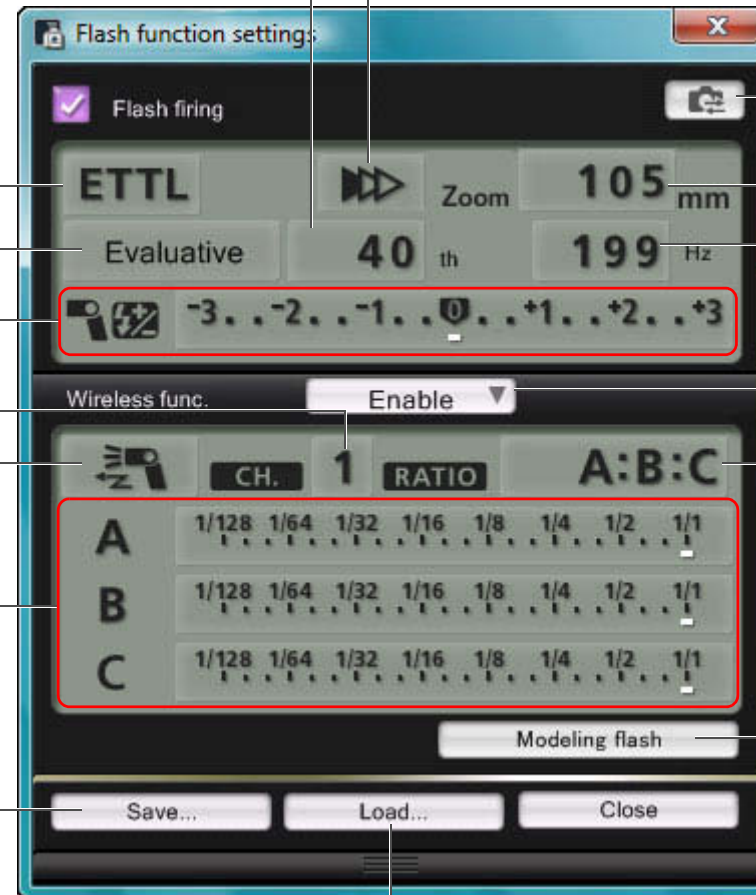 Flash function settings
Flash firing
ETTL Zoom 105 mm
Evaluative 40 th 199 Hz
-3..-2..-1..0..+1..+2..+3
Wireless func. Enable
CH. 1 RATIO A:B:C
A 1/128 1/64 1/32 1/16 1/8 1/4 1/2 1/1
B 1/128 1/64 1/32 1/16 1/8 1/4 1/2 1/1
C 1/128 1/64 1/32 1/16 1/8 1/4 1/2 1/1
Modeling flash
Save... Load... Close